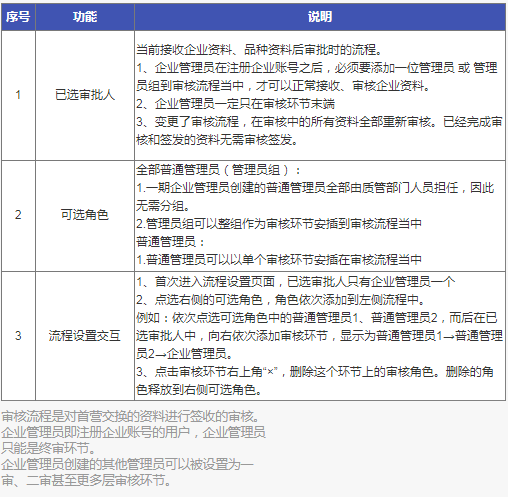 序号 功能 说明
1 已选审批人
当前接收企业资料、品种资料后审批时的流程。
1、企业管理员在注册企业账号之后，必须要添加一位管理员 或 管理
员组到审核流程当中，才可以正常接收、审核企业资料。
2、企业管理员一定只在审核环节末端
3、变更了审核流程，在审核中的所有资料全部重新审核。已经完成审
核和签发的资料无需审核签发。
2 可选角色
全部普通管理员（管理员组）：
1.一期企业管理员创建的普通管理员全部由质管部门人员担任，因此
无需分组。
2.管理员组可以整组作为审核环节安插到审核流程当中
普通管理员：
1.普通管理员可以以单个审核环节安插在审核流程当中
3 流程设置交互
1、首次进入流程设置页面，已选审批人只有企业管理员一个
2、点选右侧的可选角色，角色依次添加到左侧流程中。
例如：依次点选可选角色中的普通管理员1、普通管理员2，而后在已
选审批人中，向右依次添加审核环节，显示为普通管理员1→普通管理
员2→企业管理员。
3、点击审核环节右上角“×”，删除这个环节上的审核角色。删除的角
色释放到右侧可选角色。
审核流程是对首营交换的资料进行签收的审核。
企业管理员即注册企业账号的用户，企业管理员
只能是终审环节。
企业管理员创建的其他管理员可以被设置为一
审、二审甚至更多层审核环节。